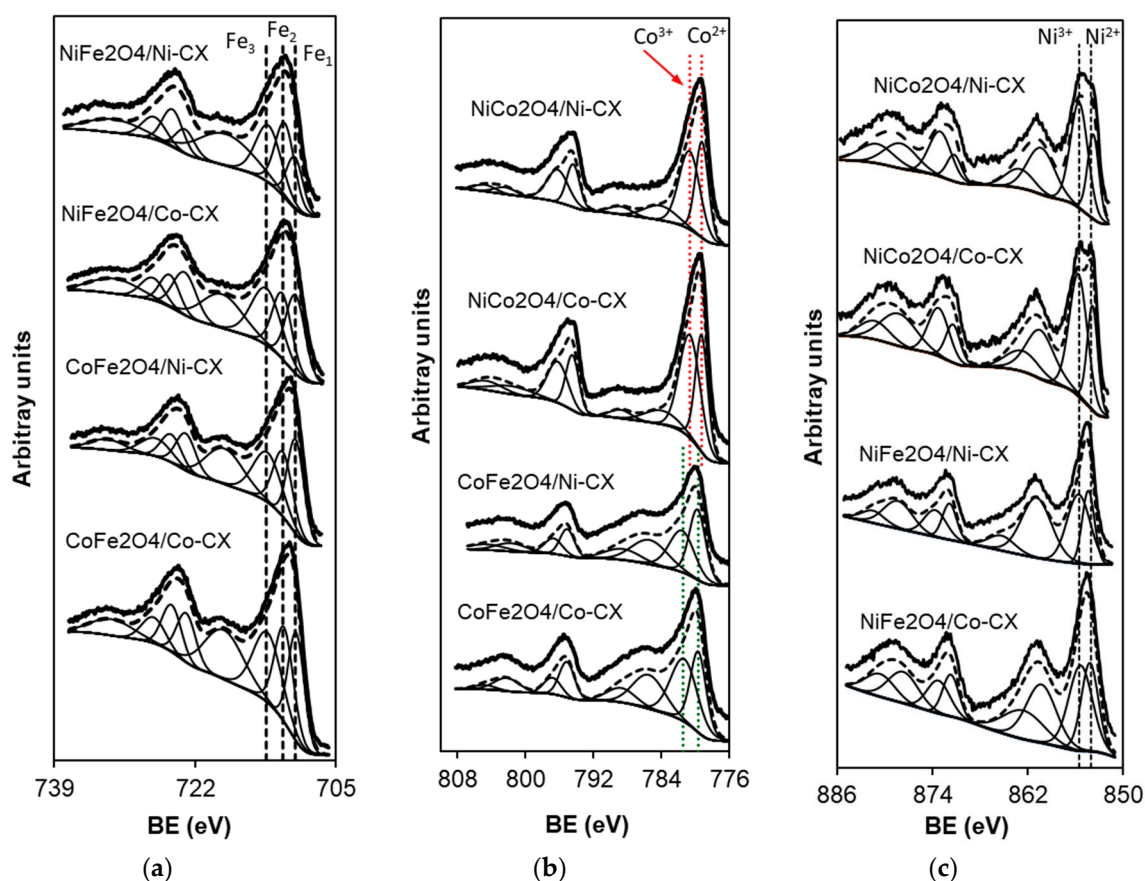 Arbitray units
Fe3 Fe2 Fe1
NiFe2O4/Ni-CX
NiFe2O4/Co-CX
CoFe2O4/Ni-CX
CoFe2O4/Co-CX
739 722 705
BE (eV)
(a)
Arbitray units
Co3+ Co2+
NiCo2O4/Ni-CX
NiCo2O4/Co-CX
CoFe2O4/Ni-CX
CoFe2O4/Co-CX
808 800 792 784 776
BE (eV)
(b)
Arbitray units
Ni3+ Ni2+
NiCo2O4/Ni-CX
NiCo2O4/Co-CX
NiFe2O4/Ni-CX
NiFe2O4/Co-CX
886 874 862 850
BE (eV)
(c)